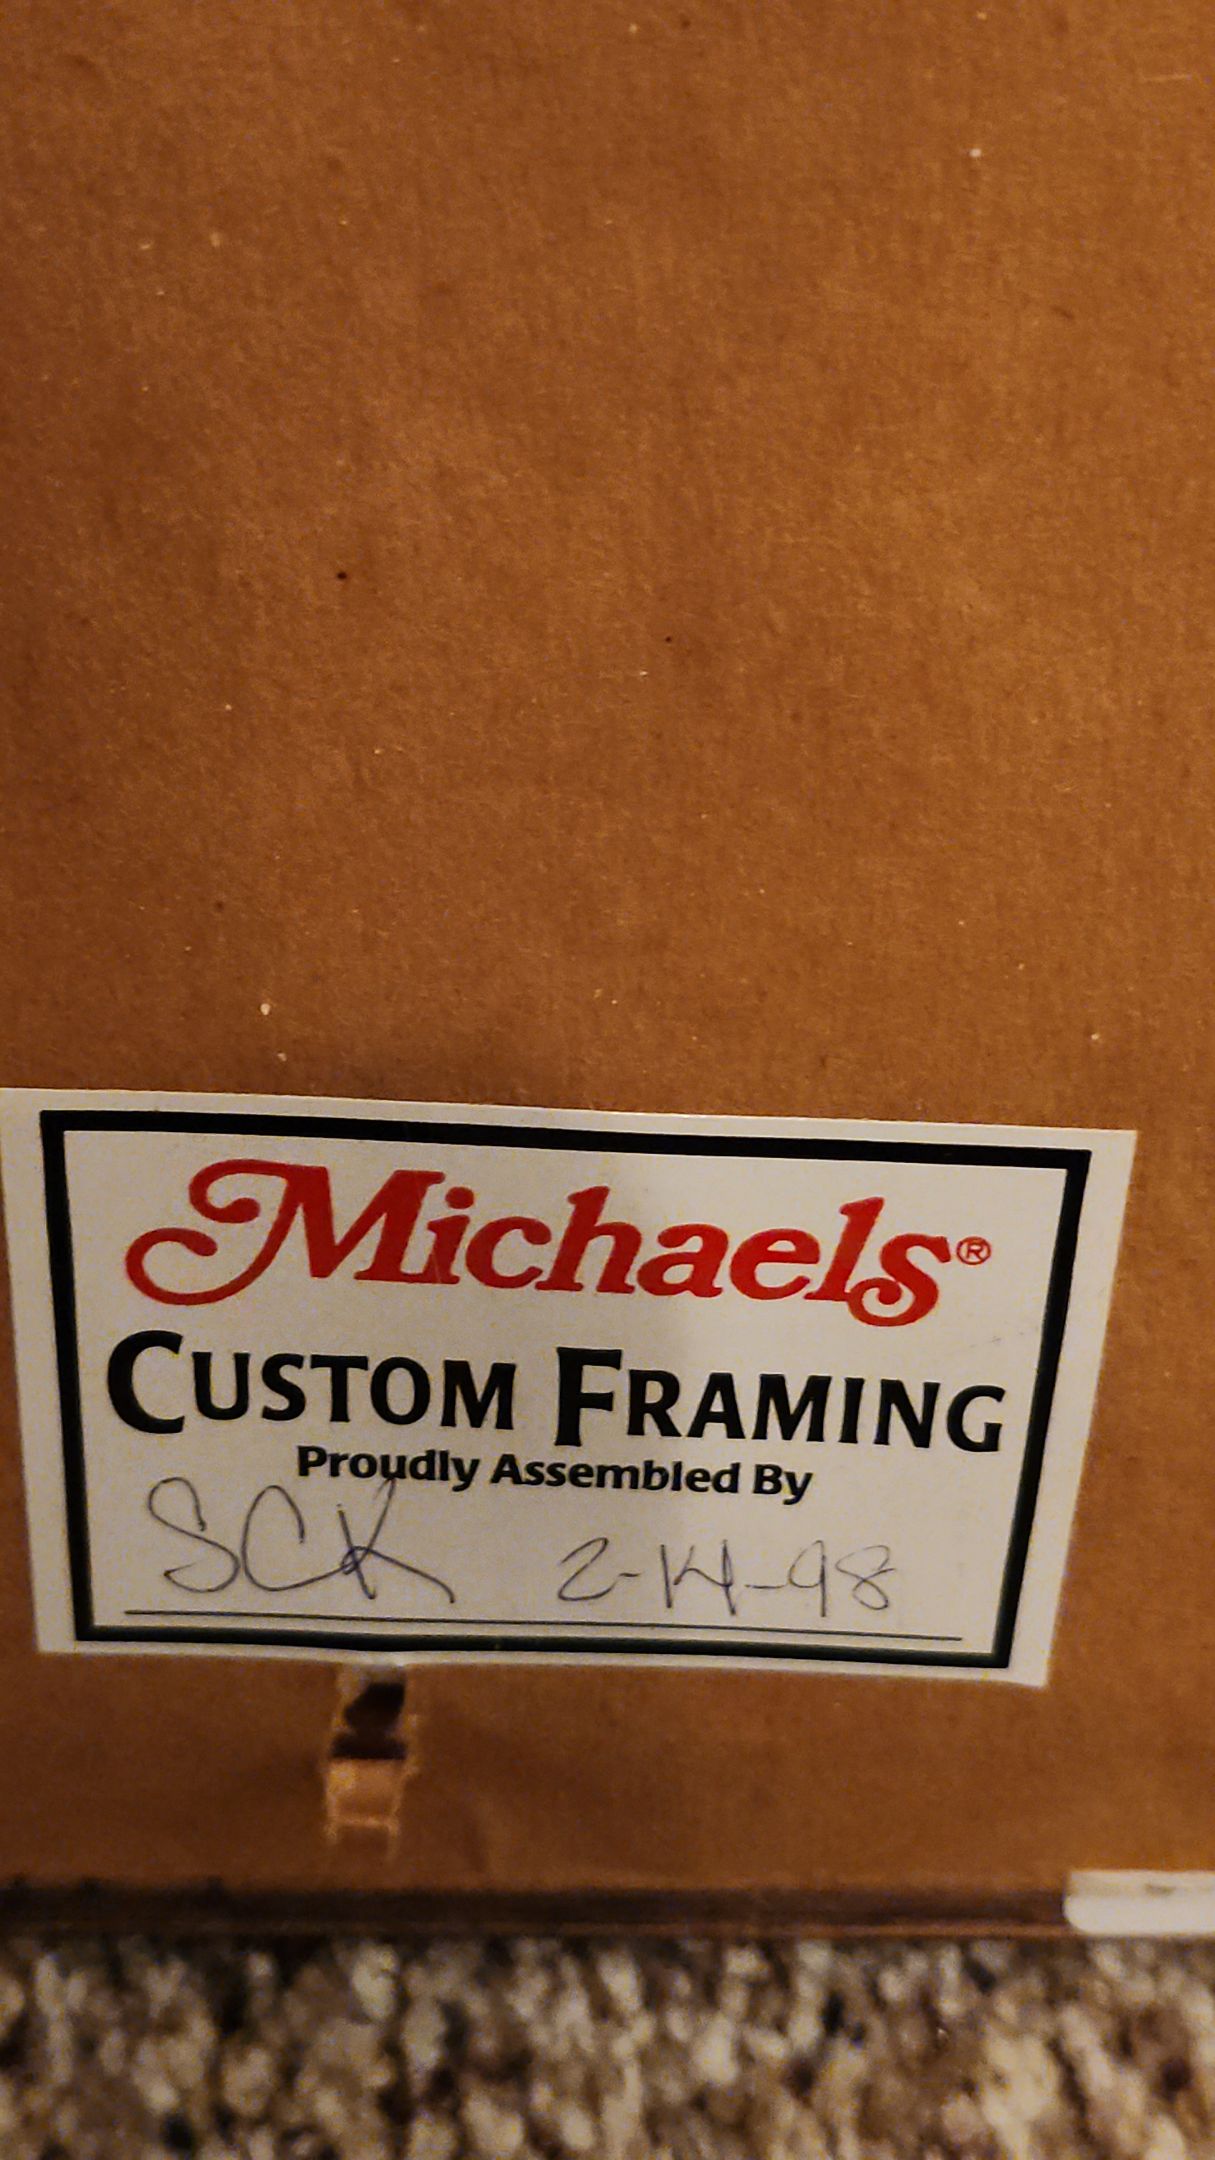 Michaels®
CUSTOM FRAMING
Proudly Assembled By
SCK 2-14-98